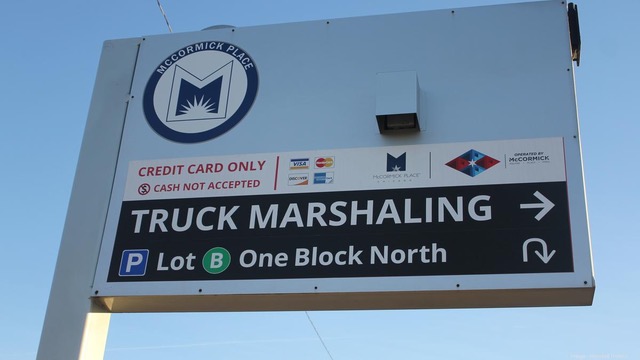 McCORMICK PLACE
CREDIT CARD ONLY
CASH NOT ACCEPTED
VISA MasterCard
DISCOVER
McCORMICK PLACE
OPERATED BY
McCORMICK
TRUCK MARSHALING
P Lot B One Block North